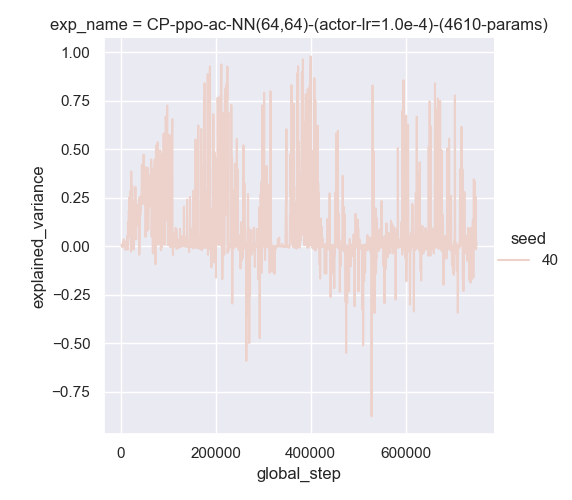 exp_name = CP-ppo-ac-NN(64,64)-(actor-lr=1.0e-4)-(4610-params)
1.00
0.75
0.50
0.25
0.00
−0.25
−0.50
−0.75
explained_variance
seed
40
0 200000 400000 600000
global_step